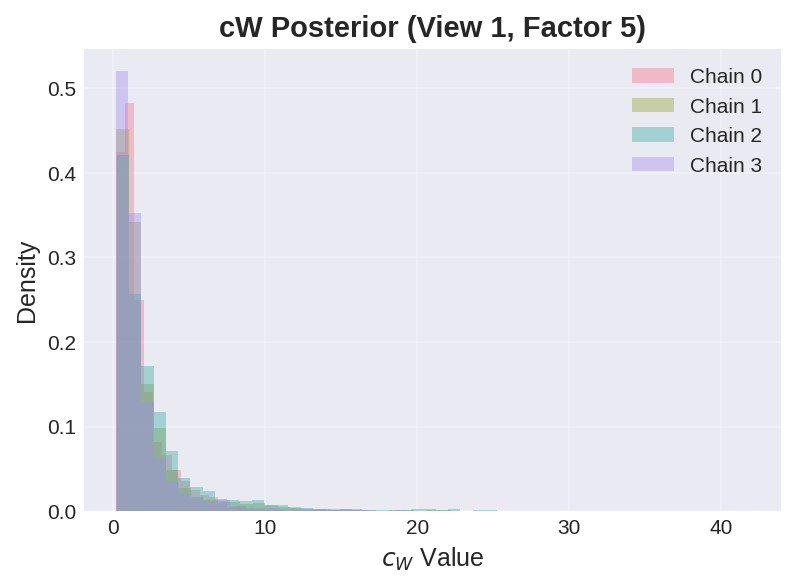 cW Posterior (View 1, Factor 5)
Chain 0
Chain 1
Chain 2
Chain 3
Density
0.5
0.4
0.3
0.2
0.1
0.0
0 10 20 30 40
c_W Value